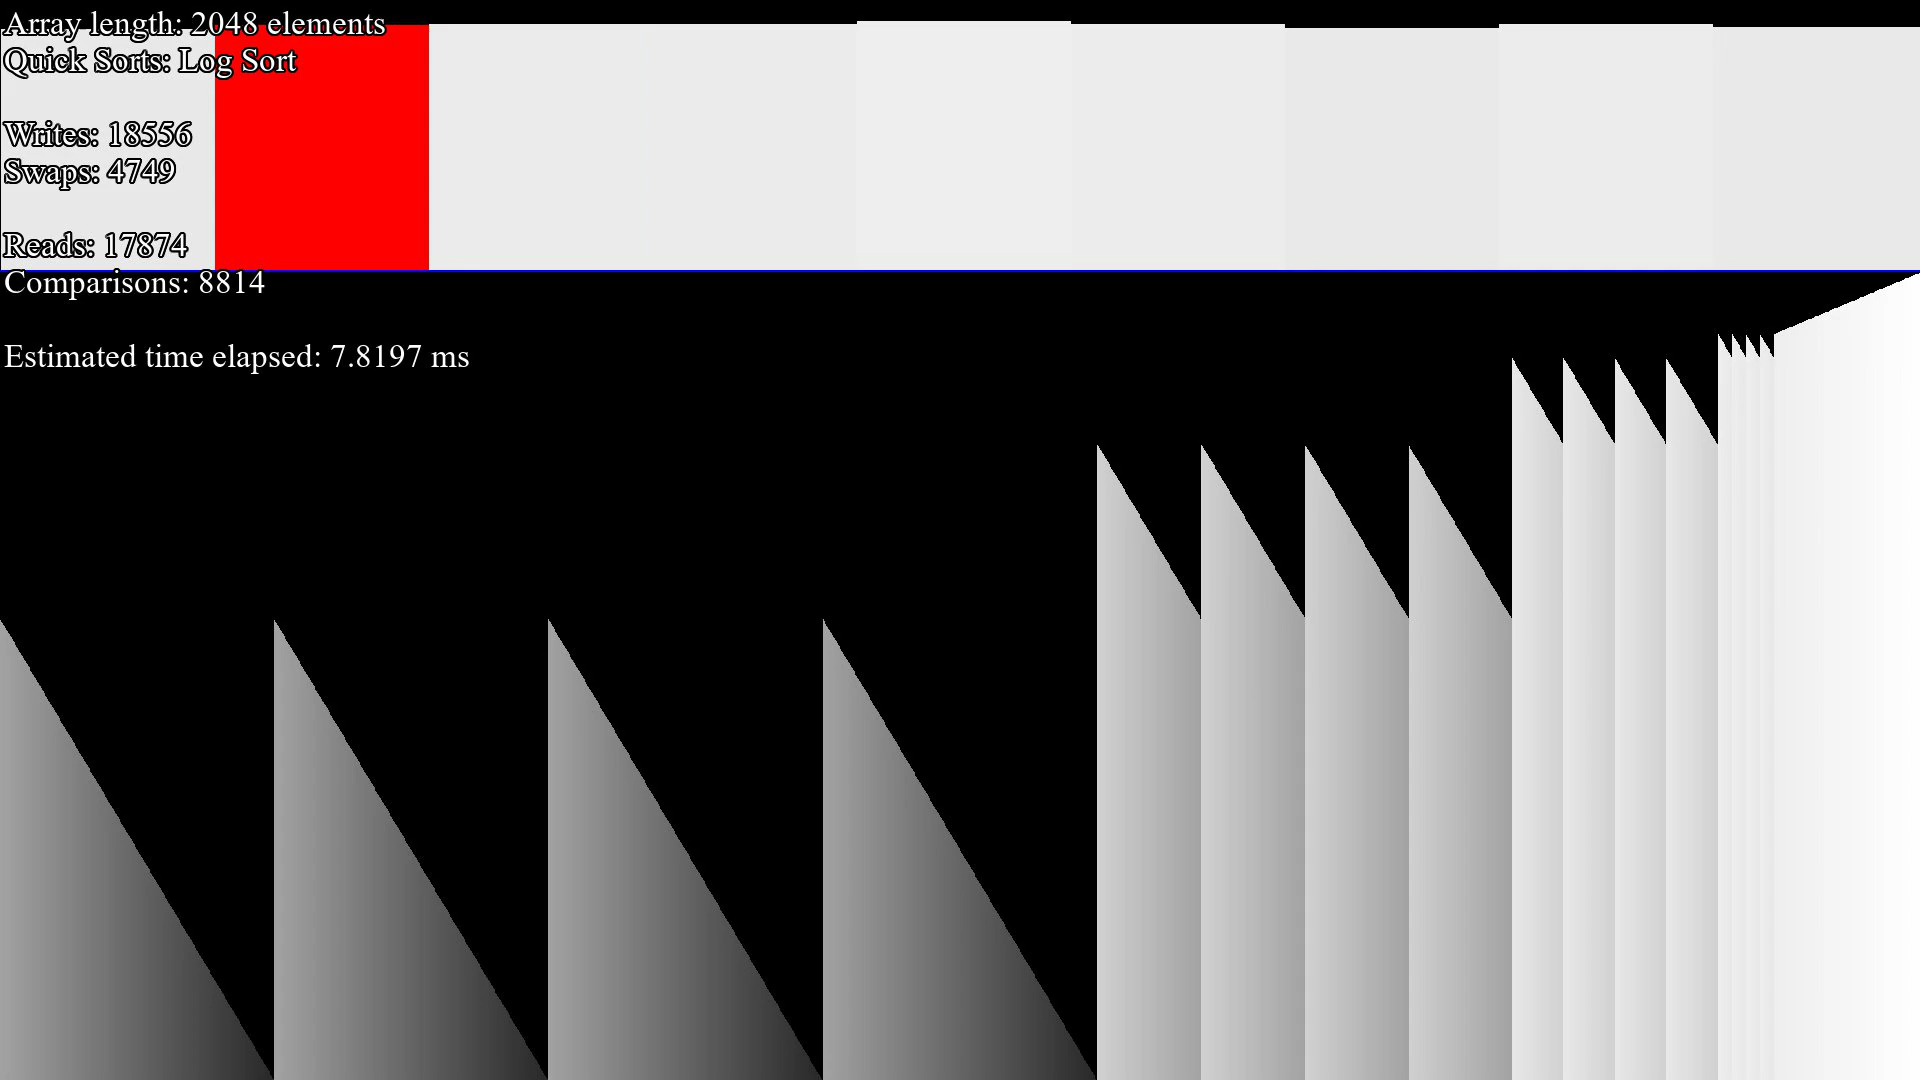 Array length: 2048 elements
Quick Sorts: Log Sort
Writes: 18556
Swaps: 4749
Reads: 17874
Comparisons: 8814
Estimated time elapsed: 7.8197 ms